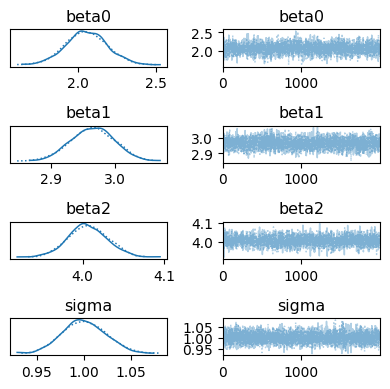 beta0 beta0
2.5
2.0
2.0 2.5 0 1000
beta1 beta1
3.0
2.9
2.9 3.0 0 1000
beta2 beta2
4.1
4.0
4.0 4.1 0 1000
sigma sigma
1.05
1.00
0.95
0.95 1.00 1.05 0 1000